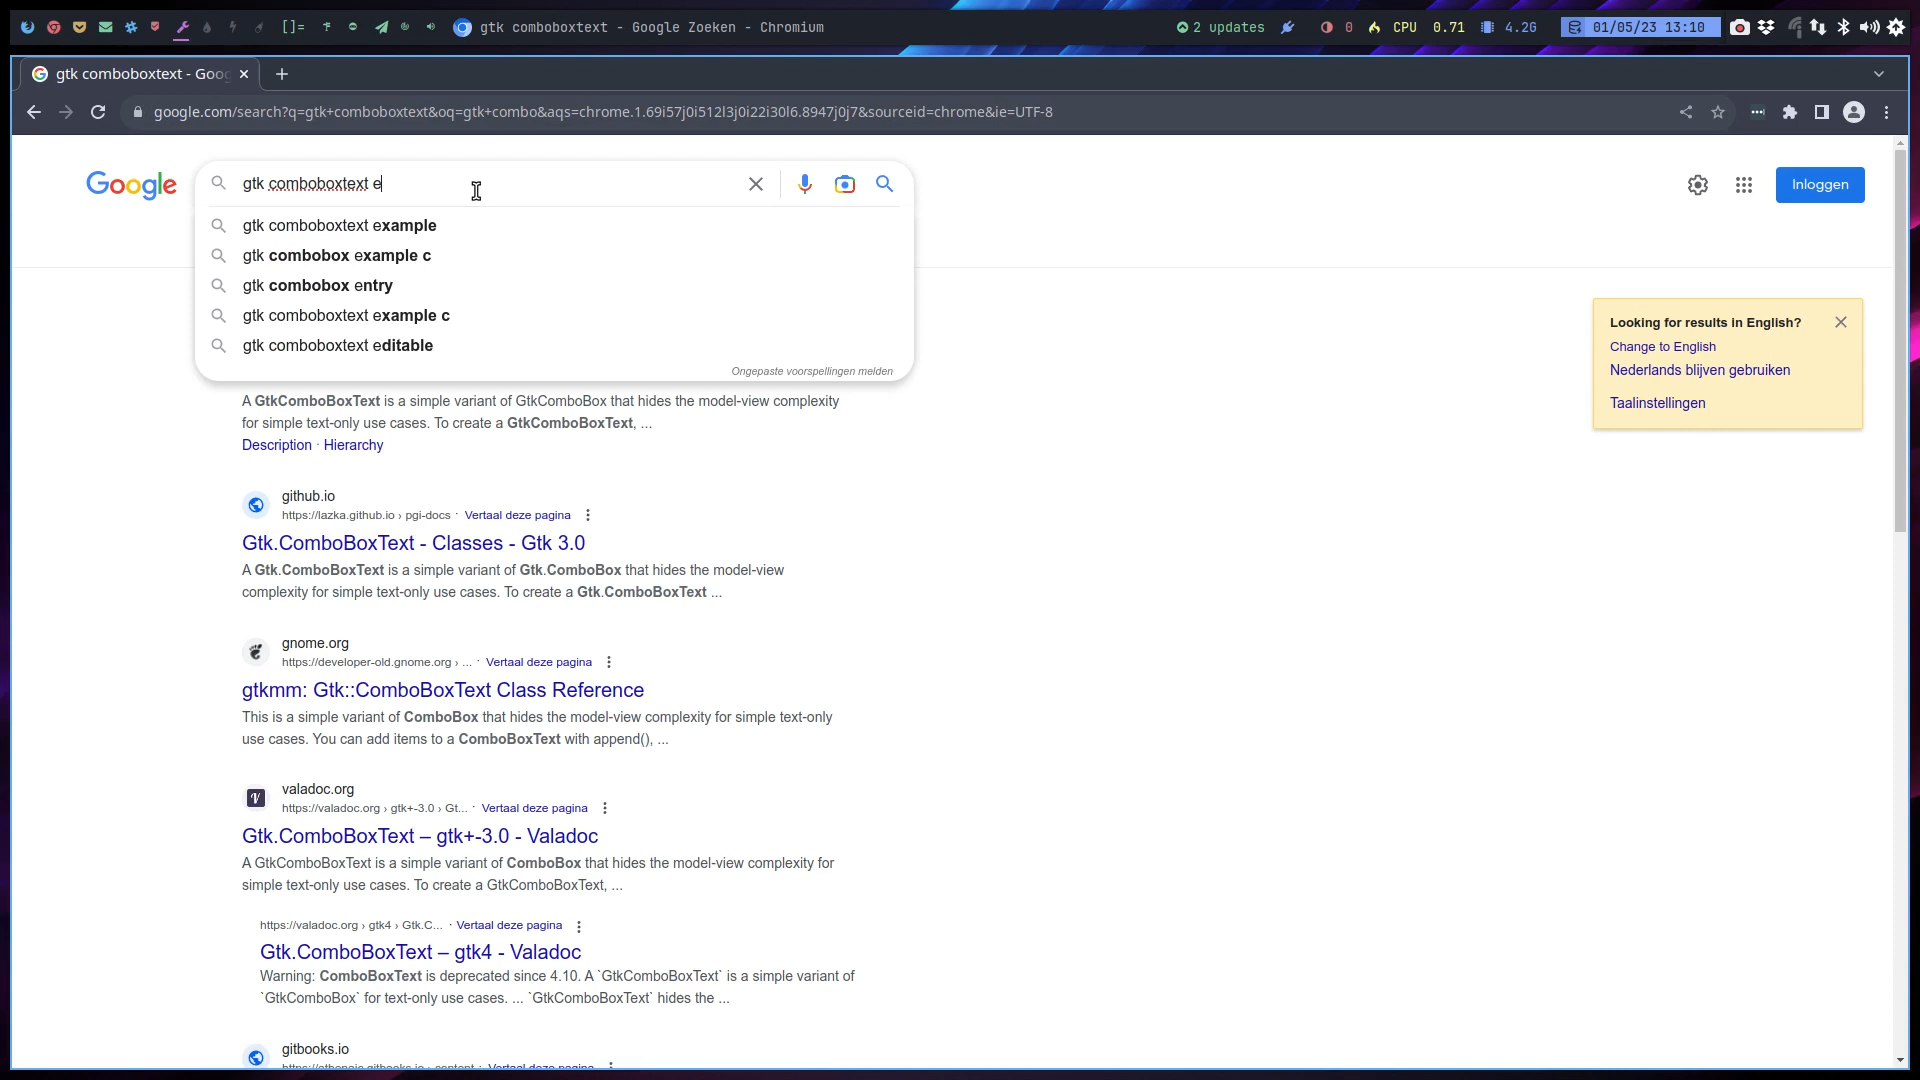 []= gtk comboboxtext - Google Zoeken - Chromium 2 updates 0 CPU 0.71 4.2G 01/05/23 13:10
gtk comboboxtext - Goog
google.com/search?q=gtk+comboboxtext&oq=gtk+combo&aqs=chrome.1.69i57j0i512l3j0i22i30l6.8947j0j7&sourceid=chrome&ie=UTF-8
Google
gtk comboboxtext e
Inloggen
gtk comboboxtext example
gtk combobox example c
gtk combobox entry
gtk comboboxtext example c
gtk comboboxtext editable
Ongepaste voorspellingen melden
Looking for results in English?
Change to English
Nederlands blijven gebruiken
Taalinstellingen
A GtkComboBoxText is a simple variant of GtkComboBox that hides the model-view complexity
for simple text-only use cases. To create a GtkComboBoxText, ...
Description · Hierarchy
github.io
https://lazka.github.io › pgi-docs · Vertaal deze pagina
Gtk.ComboBoxText - Classes - Gtk 3.0
A Gtk.ComboBoxText is a simple variant of Gtk.ComboBox that hides the model-view
complexity for simple text-only use cases. To create a Gtk.ComboBoxText ...
gnome.org
https://developer-old.gnome.org › ... · Vertaal deze pagina
gtkmm: Gtk::ComboBoxText Class Reference
This is a simple variant of ComboBox that hides the model-view complexity for simple text-only
use cases. You can add items to a ComboBoxText with append(), ...
valadoc.org
https://valadoc.org › gtk+-3.0 › Gt... · Vertaal deze pagina
Gtk.ComboBoxText – gtk+-3.0 - Valadoc
A GtkComboBoxText is a simple variant of ComboBox that hides the model-view complexity for
simple text-only use cases. To create a GtkComboBoxText, ...
https://valadoc.org › gtk4 › Gtk.C... · Vertaal deze pagina
Gtk.ComboBoxText – gtk4 - Valadoc
Warning: ComboBoxText is deprecated since 4.10. A `GtkComboBoxText` is a simple variant of
`GtkComboBox` for text-only use cases. ... `GtkComboBoxText` hides the ...
gitbooks.io
Vertaal deze pagina